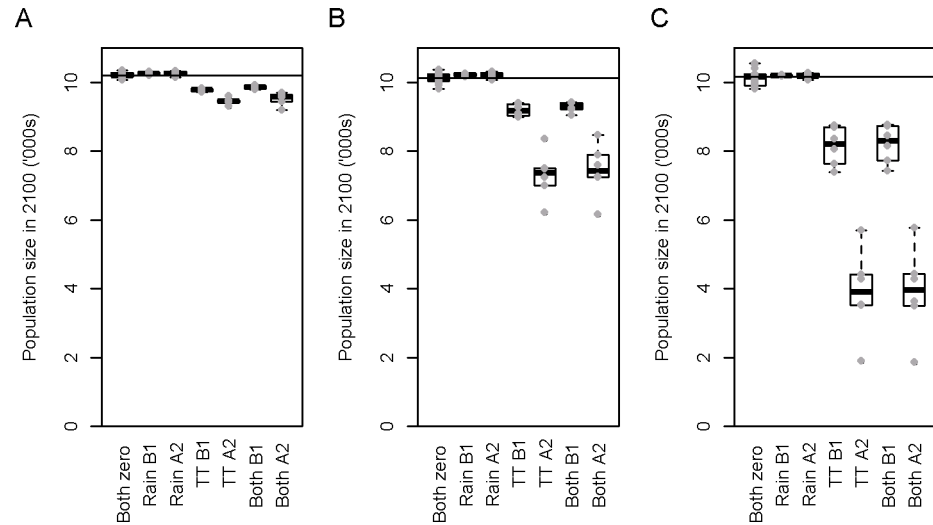 A
B
C
Population size in 2100 ('000s)
0
2
4
6
8
10
Both zero
Rain B1
Rain A2
TT B1
TT A2
Both B1
Both A2
Population size in 2100 ('000s)
0
2
4
6
8
10
Both zero
Rain B1
Rain A2
TT B1
TT A2
Both B1
Both A2
Population size in 2100 ('000s)
0
2
4
6
8
10
Both zero
Rain B1
Rain A2
TT B1
TT A2
Both B1
Both A2